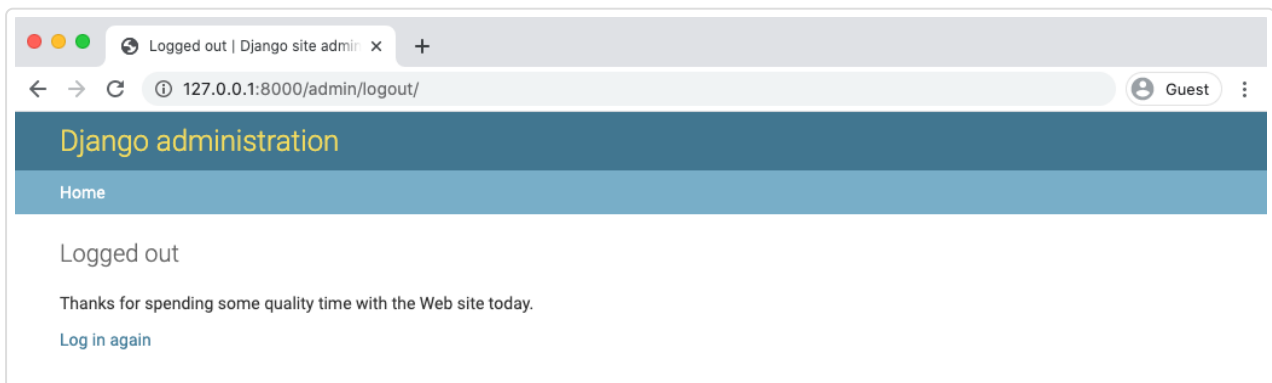 Logged out | Django site admin
127.0.0.1:8000/admin/logout/
Guest
Django administration
Home
Logged out
Thanks for spending some quality time with the Web site today.
Log in again